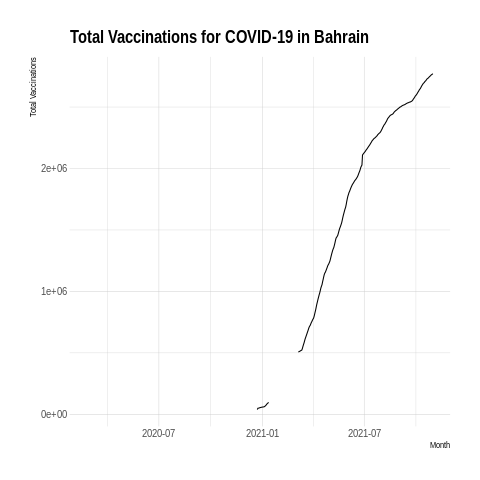 Total Vaccinations for COVID-19 in Bahrain
Total Vaccinations
2e+06
1e+06
0e+00
2020-07 2021-01 2021-07
Month